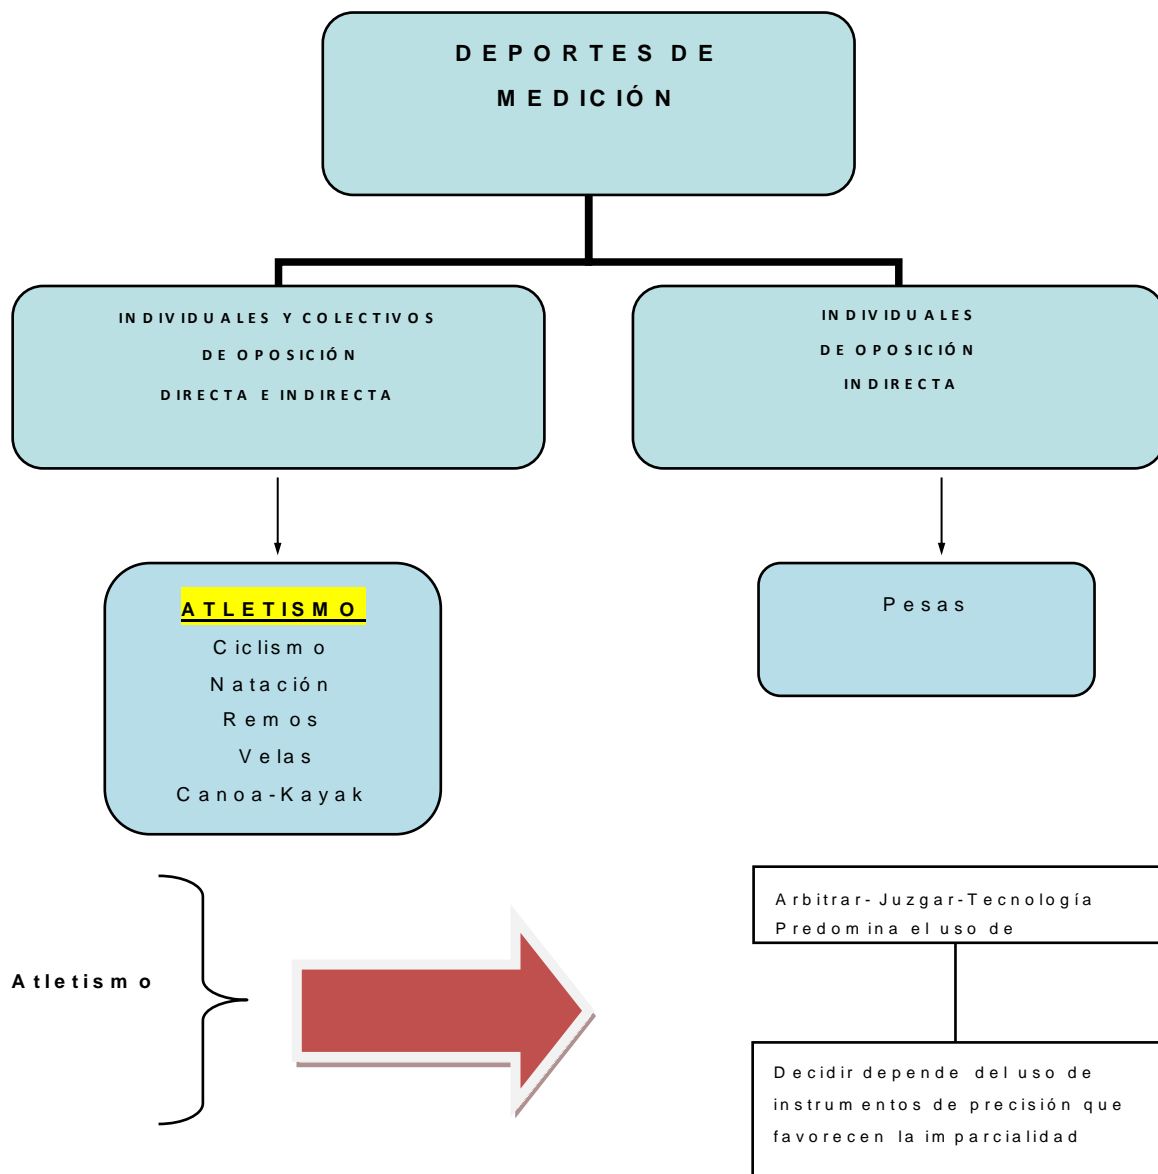 DEPORTES DE
MEDICIÓN
INDIVIDUALES Y COLECTIVOS
DE OPOSICIÓN
DIRECTA E INDIRECTA
INDIVIDUALES
DE OPOSICIÓN
INDIRECTA
ATLETISMO
Ciclismo
Natación
Remos
Velas
Canoa-Kayak
Pesas
Atletismo
Arbitrar- Juzgar-Tecnología
Predomina el uso de
Decidir depende del uso de
instrumentos de precisión que
favorecen la imparcialidad